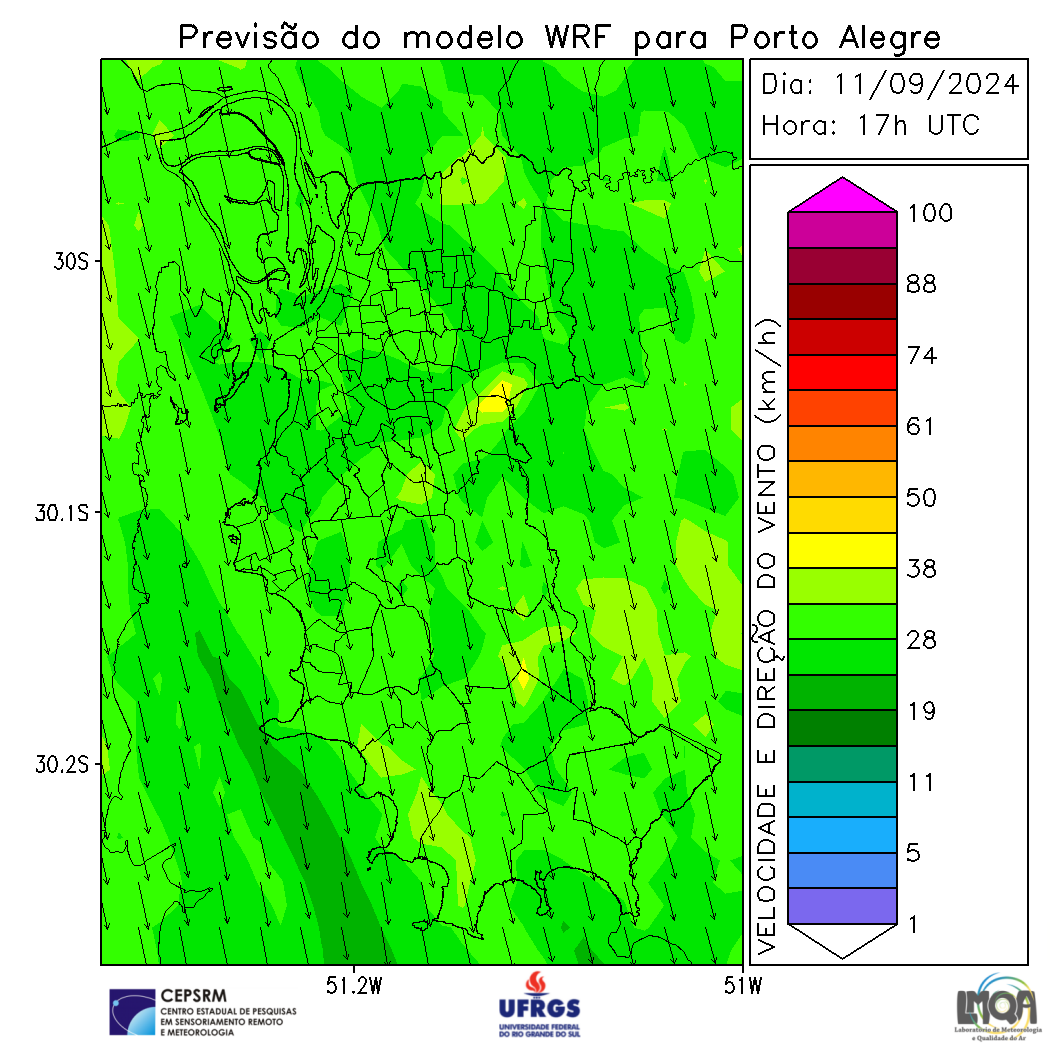 Previsão do modelo WRF para Porto Alegre
Dia: 11/09/2024
Hora: 17h UTC
30S
30.1S
30.2S
51.2W
51W
VELOCIDADE E DIREÇÃO DO VENTO (km/h)
100
88
74
61
50
38
28
19
11
5
1
CEPSRM
CENTRO ESTADUAL DE PESQUISAS
EM SENSORIAMENTO REMOTO
E METEOROLOGIA
UFRGS
UNIVERSIDADE FEDERAL
DO RIO GRANDE DO SUL
LMQA
Laboratório de Meteorologia
e Qualidade do Ar